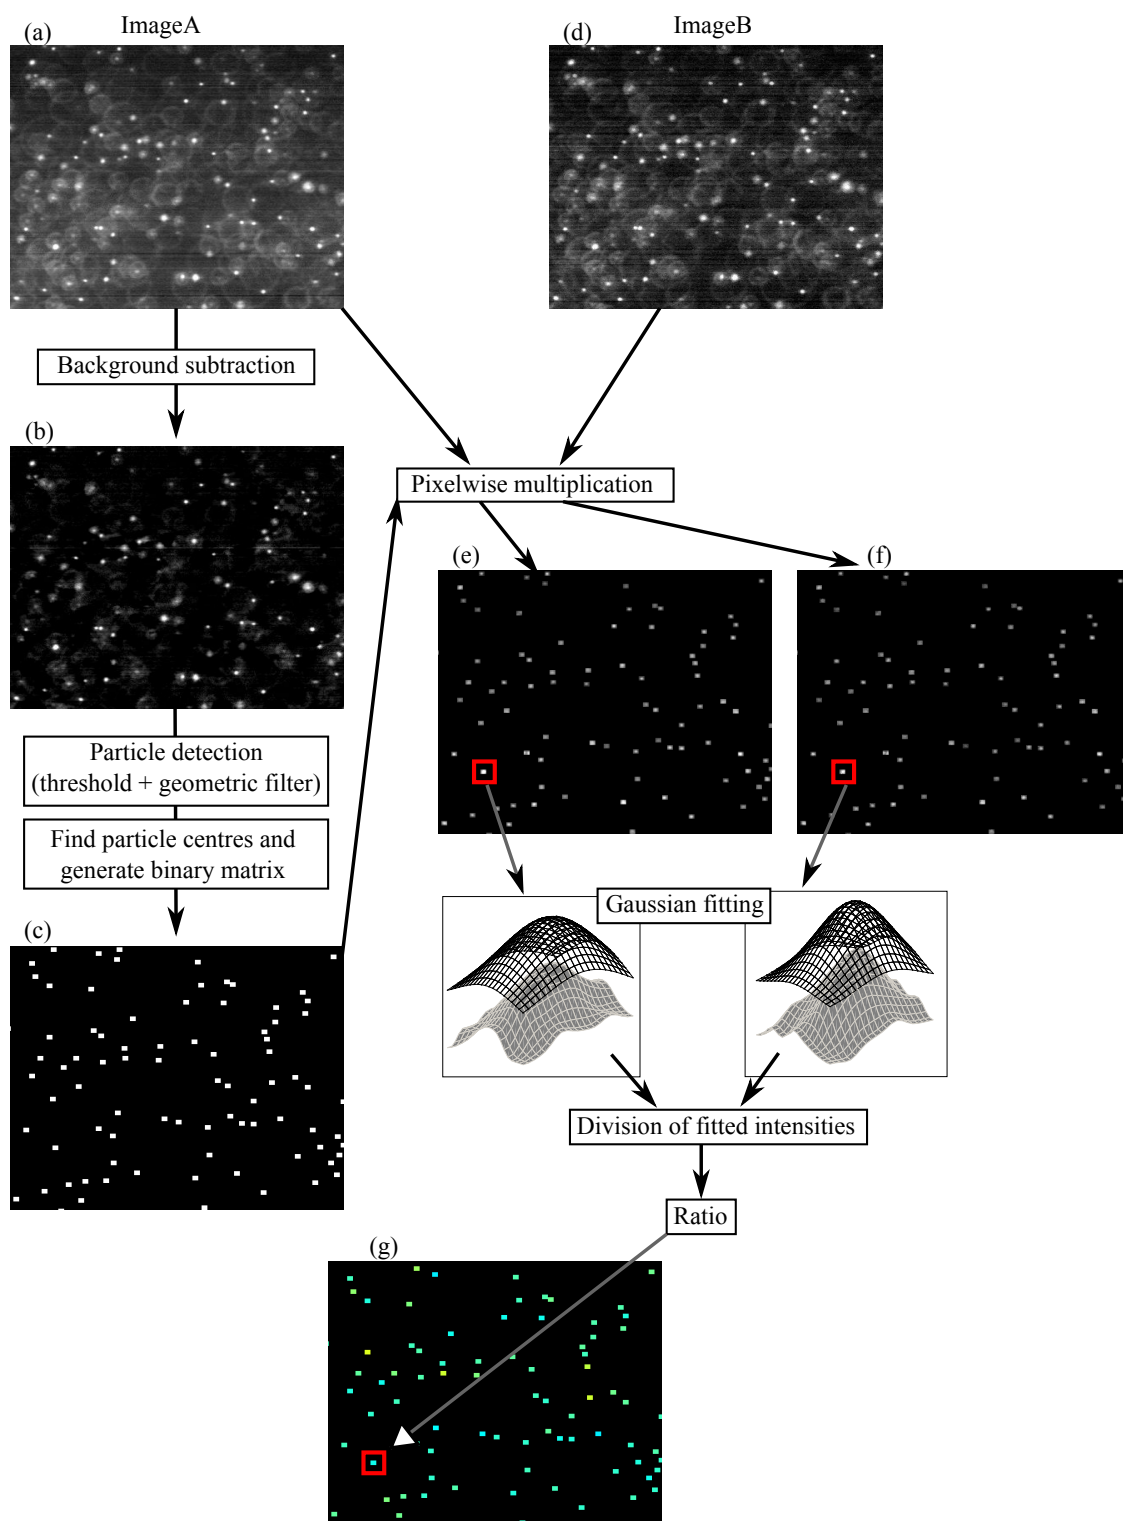 (a)
ImageA
(d)
ImageB
Background subtraction
(b)
Pixelwise multiplication
(e)
(f)
Particle detection
(threshold + geometric filter)
Find particle centres and
generate binary matrix
(c)
Gaussian fitting
Division of fitted intensities
Ratio
(g)